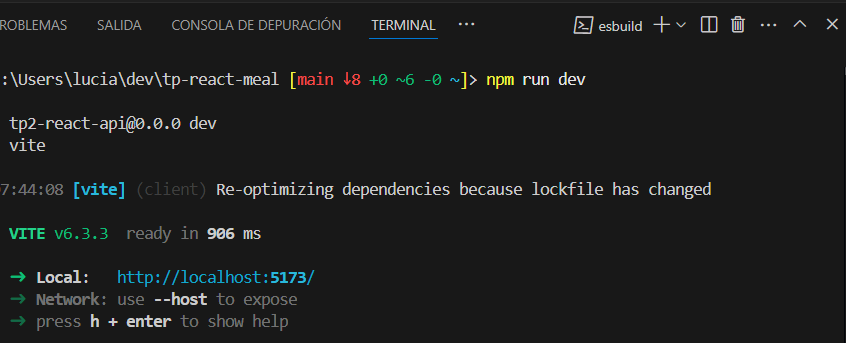 ROBLEMAS SALIDA CONSOLA DE DEPURACIÓN TERMINAL ··· esbuild
:\Users\lucia\dev\tp-react-meal [main ↓8 +0 ~6 -0 ~]> npm run dev
tp2-react-api@0.0.0 dev
vite
7:44:08 [vite] (client) Re-optimizing dependencies because lockfile has changed
VITE v6.3.3 ready in 906 ms
➜ Local: http://localhost:5173/
➜ Network: use --host to expose
➜ press h + enter to show help